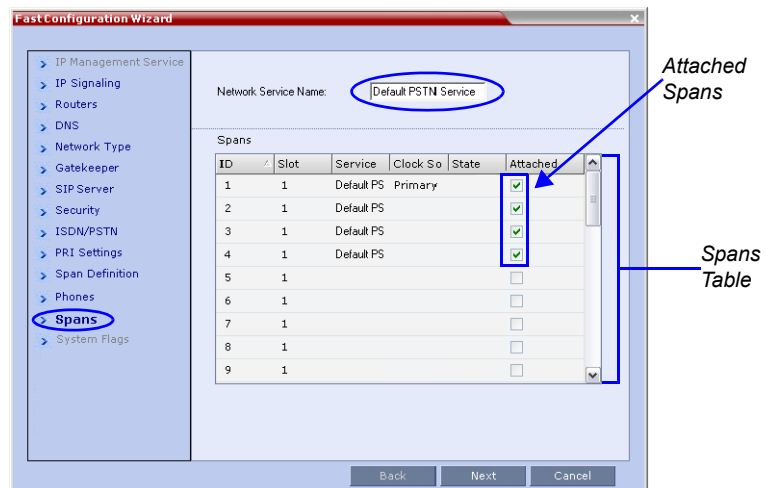 Fast Configuration Wizard
IP Management Service
IP Signaling
Routers
DNS
Network Type
Gatekeeper
SIP Server
Security
ISDN/PSTN
PRI Settings
Span Definition
Phones
Spans
System Flags
Network Service Name: Default PSTN Service
Spans
ID Slot Service Clock So State Attached
1 1 Default PS Primary
2 1 Default PS
3 1 Default PS
4 1 Default PS
5 1
6 1
7 1
8 1
9 1
Back Next Cancel
Attached
Spans
Spans
Table